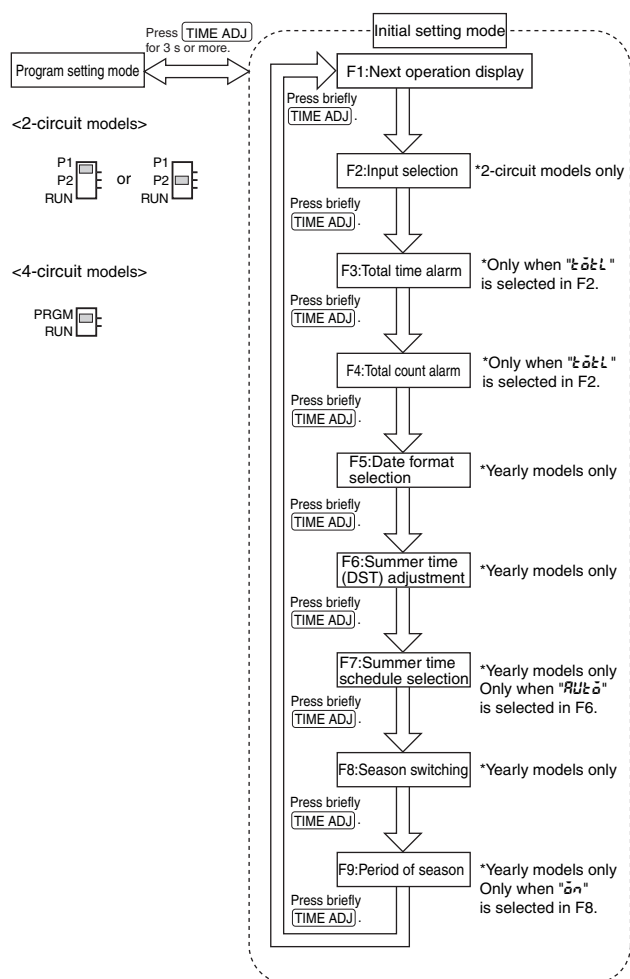 Press TIME ADJ
for 3 s or more.
Initial setting mode
Program setting mode
F1:Next operation display
Press briefly
TIME ADJ.
<2-circuit models>
P1
P2
RUN
or
P1
P2
RUN
F2:Input selection
*2-circuit models only
Press briefly
TIME ADJ.
<4-circuit models>
PRGM
RUN
F3:Total time alarm
*Only when "totL"
is selected in F2.
Press briefly
TIME ADJ.
F4:Total count alarm
*Only when "totL"
is selected in F2.
Press briefly
TIME ADJ.
F5:Date format
selection
*Yearly models only
Press briefly
TIME ADJ.
F6:Summer time
(DST) adjustment
*Yearly models only
Press briefly
TIME ADJ.
F7:Summer time
schedule selection
*Yearly models only
Only when "AUto"
is selected in F6.
Press briefly
TIME ADJ.
F8:Season switching
*Yearly models only
Press briefly
TIME ADJ.
F9:Period of season
*Yearly models only
Only when "on"
is selected in F8.
Press briefly
TIME ADJ.